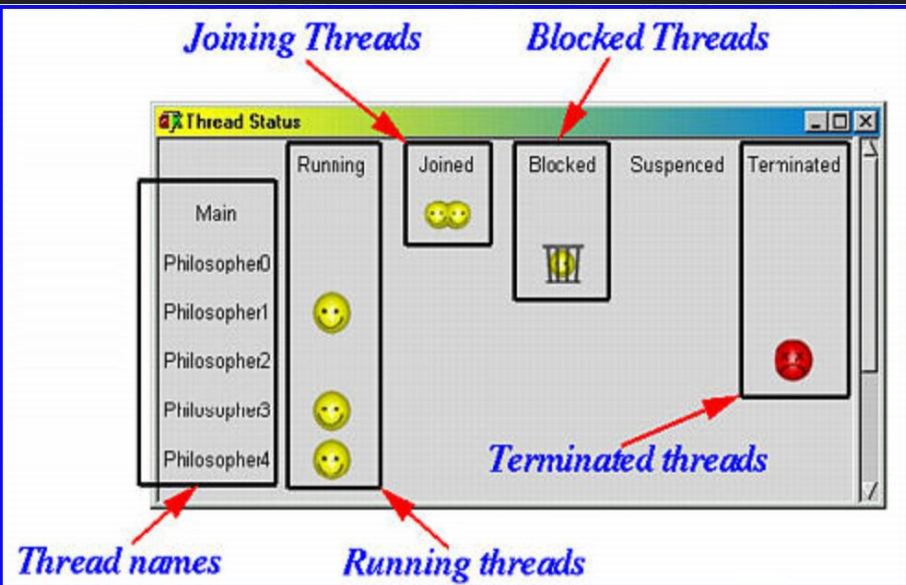 Joining Threads
Blocked Threads
Thread Status
Running Joined Blocked Suspenced Terminated
Main
Philosopher0
Philosopher1
Philosopher2
Philosopher3
Philosopher4
Terminated threads
Thread names
Running threads